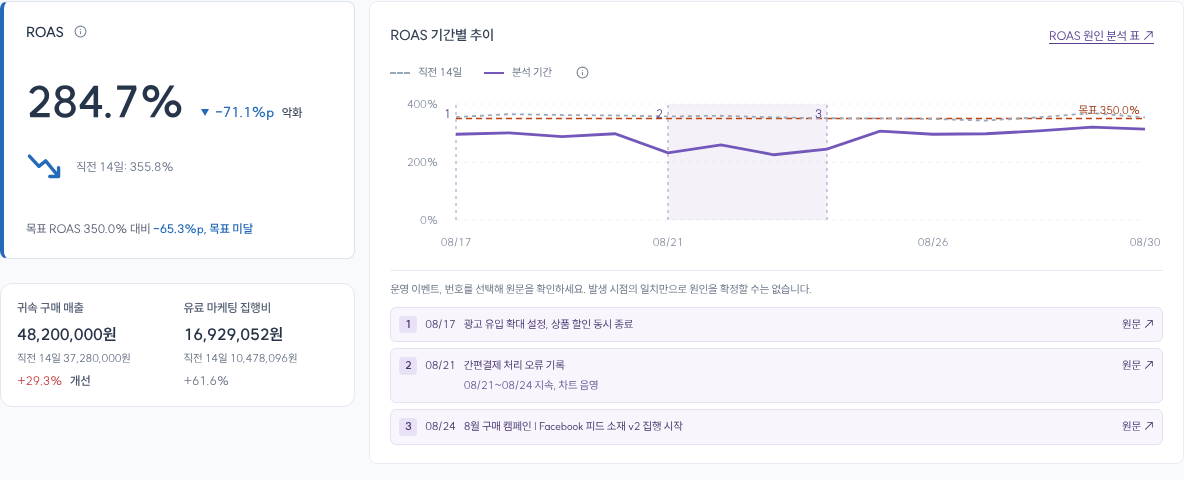 ROAS
284.7% ▼ −71.1%p 악화
직전 14일: 355.8%
목표 ROAS 350.0% 대비 −65.3%p, 목표 미달
귀속 구매 매출
48,200,000원
직전 14일 37,280,000원
+29.3% 개선
유료 마케팅 집행비
16,929,052원
직전 14일 10,478,096원
+61.6%
ROAS 기간별 추이
ROAS 원인 분석 표 ↗
직전 14일 분석 기간
400%
200%
0%
1
2
3
목표 350.0%
08/17 08/21 08/26 08/30
운영 이벤트, 번호를 선택해 원문을 확인하세요. 발생 시점의 일치만으로 원인을 확정할 수는 없습니다.
1 08/17 광고 유입 확대 설정, 상품 할인 동시 종료 원문 ↗
2 08/21 간편결제 처리 오류 기록 원문 ↗
08/21~08/24 지속, 차트 음영
3 08/24 8월 구매 캠페인 | Facebook 피드 소재 v2 집행 시작 원문 ↗